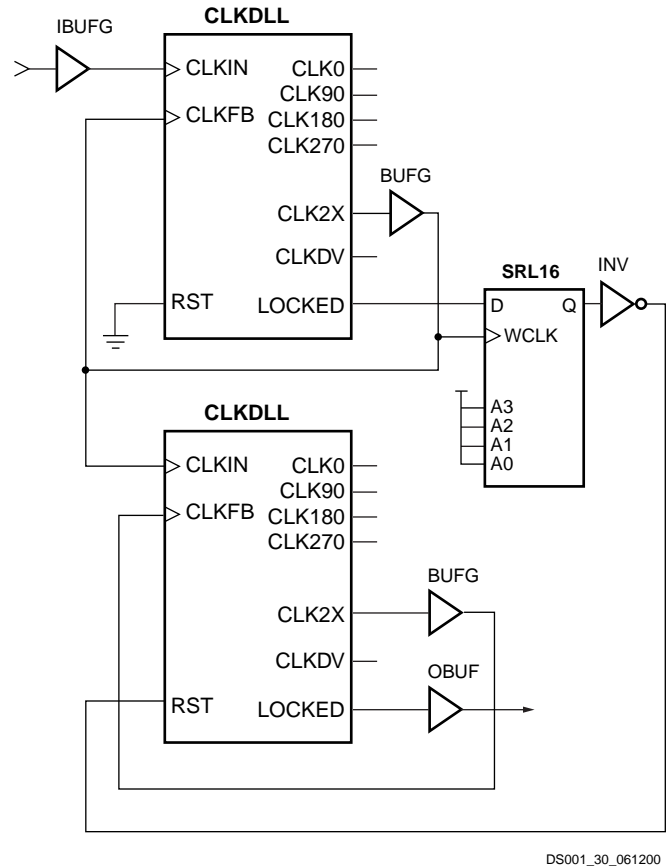 CLKDLL
IBUFG
CLKIN
CLK0
CLK90
CLKFB
CLK180
CLK270
BUFG
CLK2X
CLKDV
SRL16
INV
RST
LOCKED
D
Q
WCLK
A3
A2
A1
A0
CLKDLL
CLKIN
CLK0
CLK90
CLKFB
CLK180
CLK270
BUFG
CLK2X
CLKDV
OBUF
RST
LOCKED
DS001_30_061200